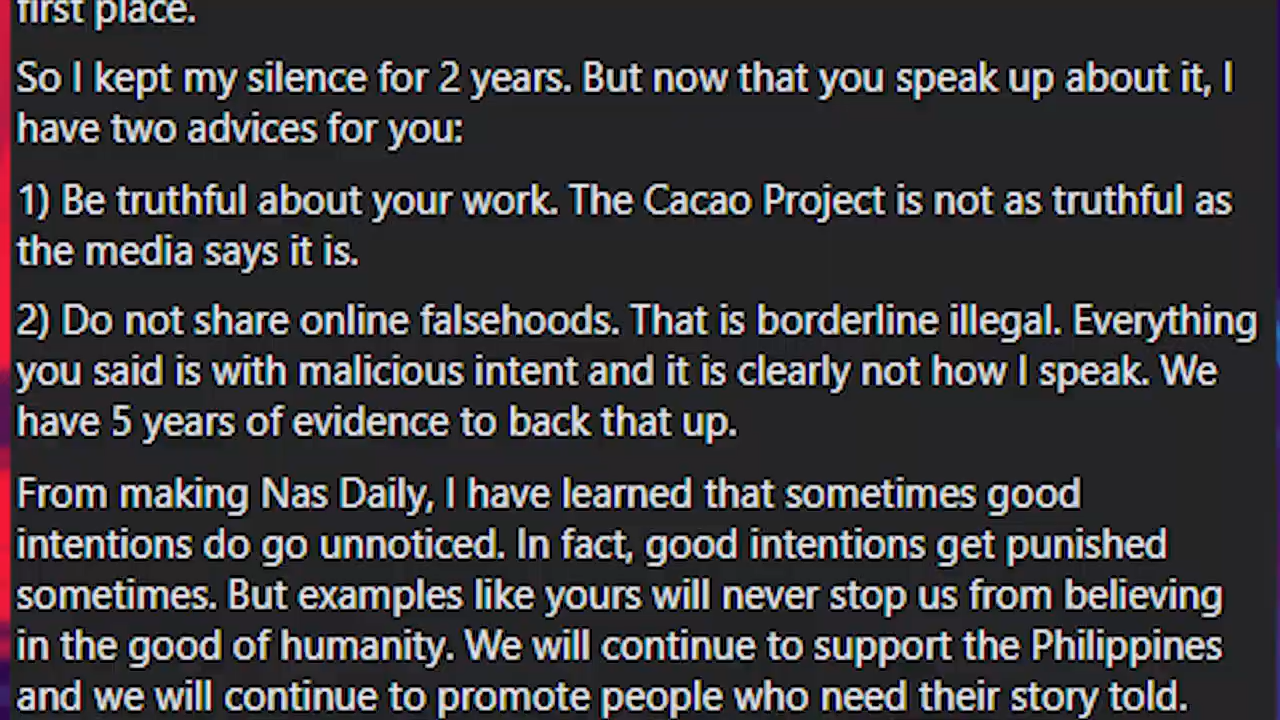 first place.
So I kept my silence for 2 years. But now that you speak up about it, I
have two advices for you:
1) Be truthful about your work. The Cacao Project is not as truthful as
the media says it is.
2) Do not share online falsehoods. That is borderline illegal. Everything
you said is with malicious intent and it is clearly not how I speak. We
have 5 years of evidence to back that up.
From making Nas Daily, I have learned that sometimes good
intentions do go unnoticed. In fact, good intentions get punished
sometimes. But examples like yours will never stop us from believing
in the good of humanity. We will continue to support the Philippines
and we will continue to promote people who need their story told.